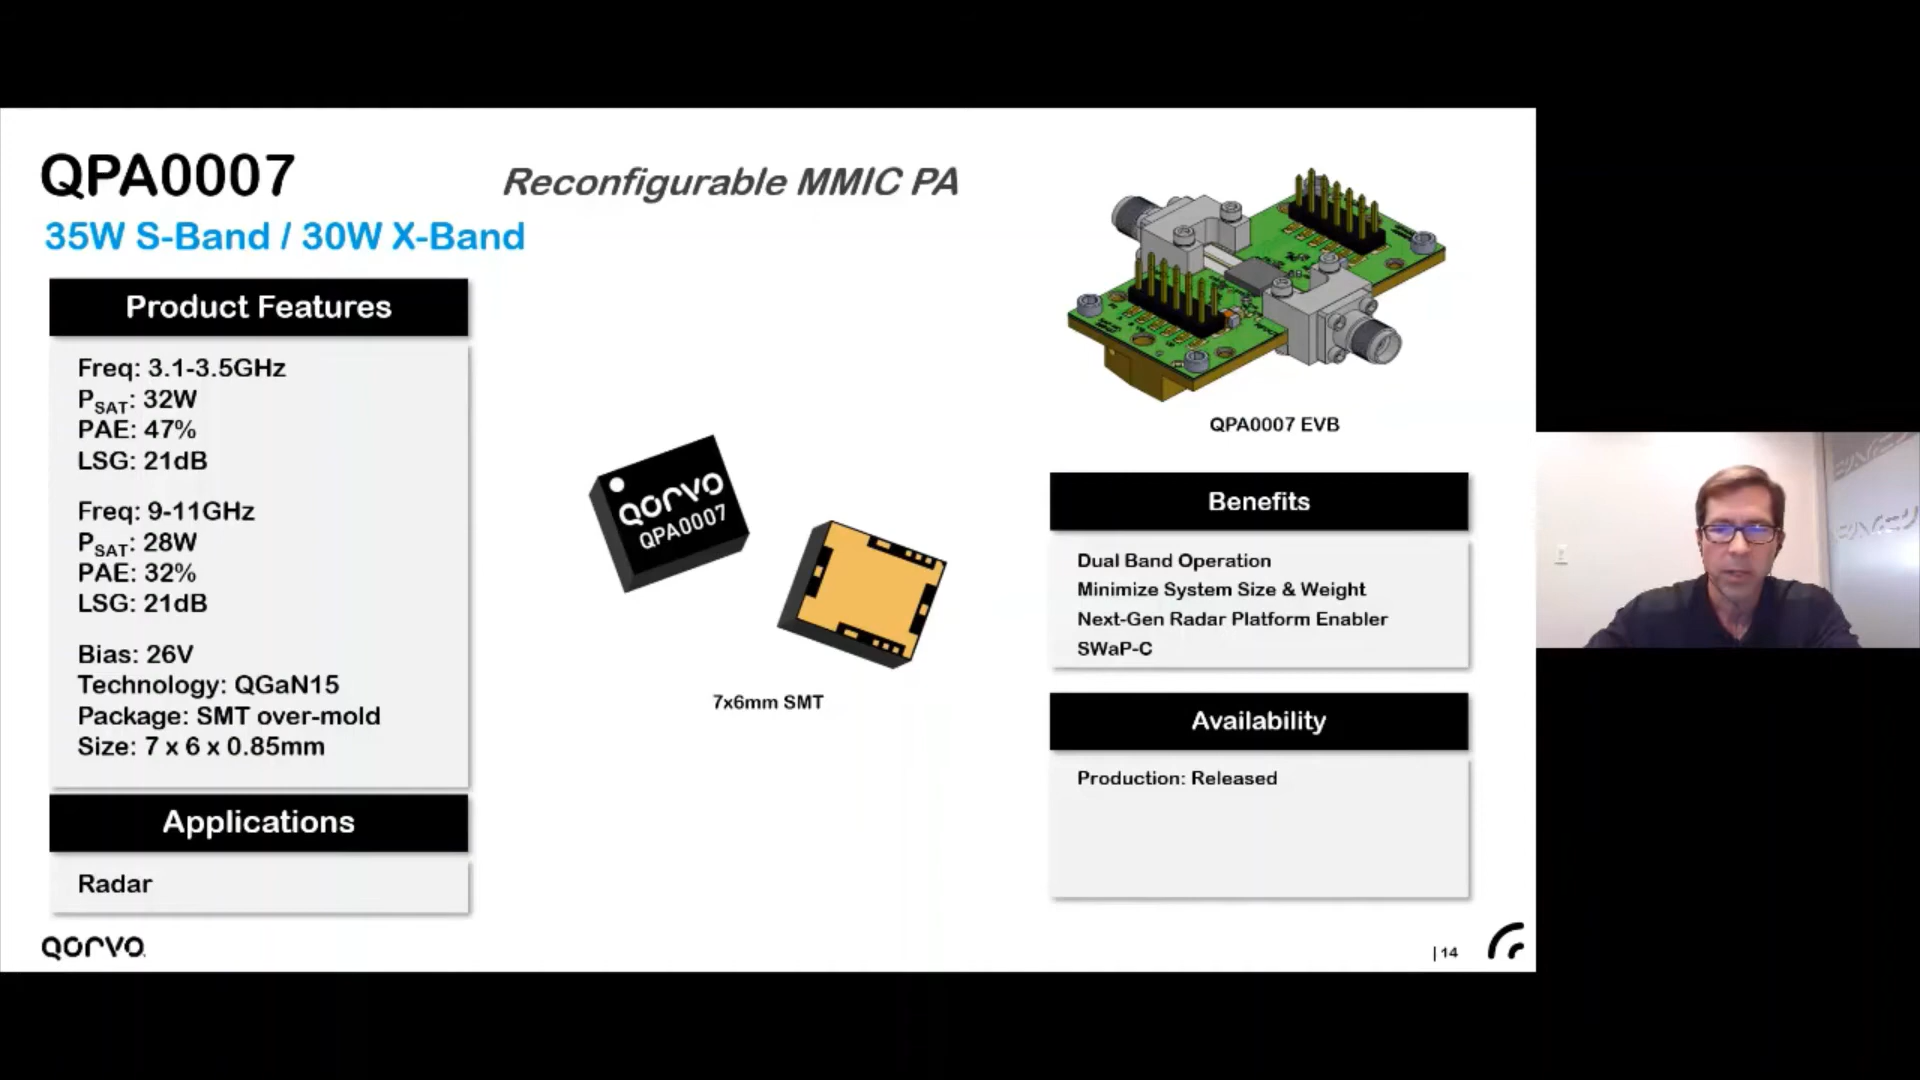 QPA0007
Reconfigurable MMIC PA
35W S-Band / 30W X-Band
Product Features
Freq: 3.1-3.5GHz
PSAT: 32W
PAE: 47%
LSG: 21dB
Freq: 9-11GHz
PSAT: 28W
PAE: 32%
LSG: 21dB
Bias: 26V
Technology: QGaN15
Package: SMT over-mold
Size: 7 x 6 x 0.85mm
Applications
Radar
QORVO
QPA0007
7x6mm SMT
QPA0007 EVB
Benefits
Dual Band Operation
Minimize System Size & Weight
Next-Gen Radar Platform Enabler
SWaP-C
Availability
Production: Released
QORVO
| 14